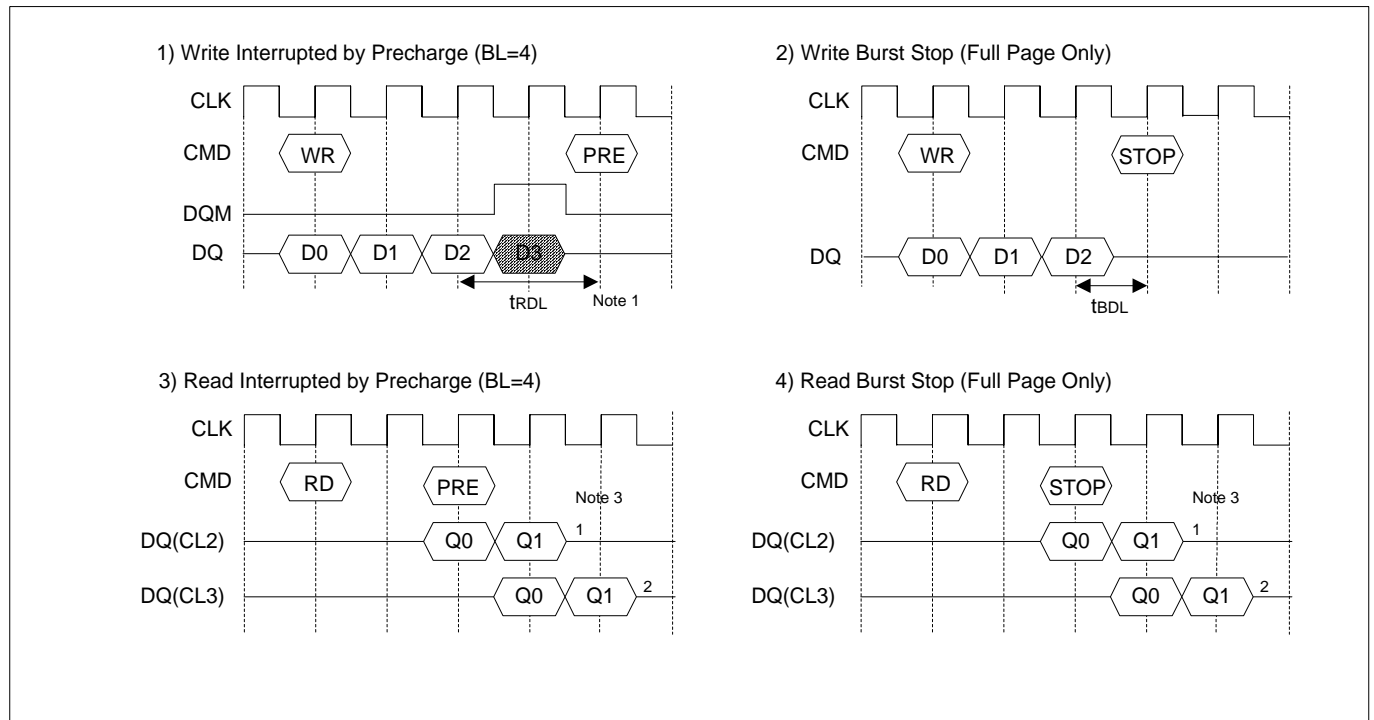 1) Write Interrupted by Precharge (BL=4)
CLK
CMD
WR
PRE
DQM
DQ
D0
D1
D2
D3
tRDL
Note 1
2) Write Burst Stop (Full Page Only)
CLK
CMD
WR
STOP
DQ
D0
D1
D2
tBDL
3) Read Interrupted by Precharge (BL=4)
CLK
CMD
RD
PRE
Note 3
DQ(CL2)
Q0
Q1
1
DQ(CL3)
Q0
Q1
2
4) Read Burst Stop (Full Page Only)
CLK
CMD
RD
STOP
Note 3
DQ(CL2)
Q0
Q1
1
DQ(CL3)
Q0
Q1
2